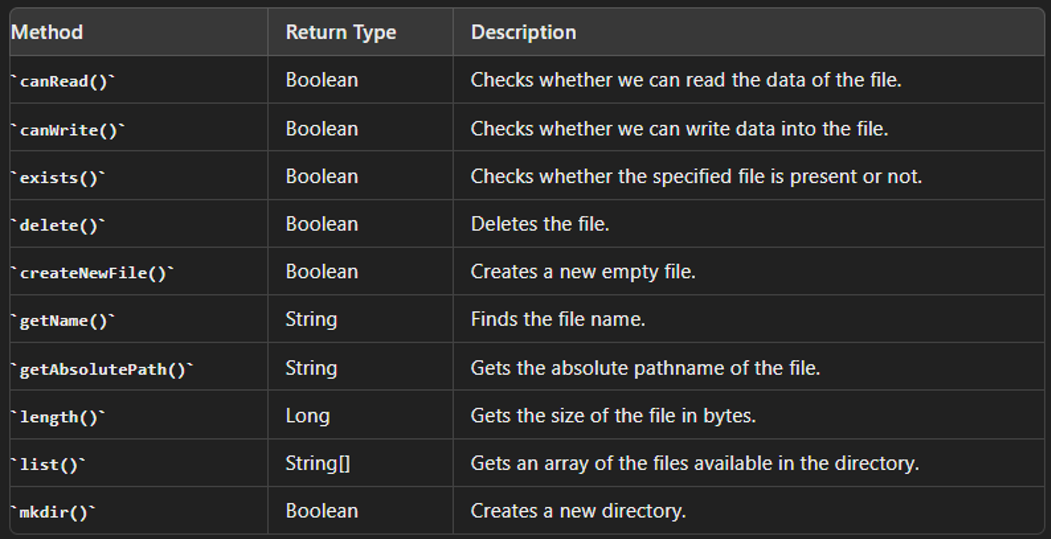 Method Return Type Description
`canRead()` Boolean Checks whether we can read the data of the file.
`canWrite()` Boolean Checks whether we can write data into the file.
`exists()` Boolean Checks whether the specified file is present or not.
`delete()` Boolean Deletes the file.
`createNewFile()` Boolean Creates a new empty file.
`getName()` String Finds the file name.
`getAbsolutePath()` String Gets the absolute pathname of the file.
`length()` Long Gets the size of the file in bytes.
`list()` String[] Gets an array of the files available in the directory.
`mkdir()` Boolean Creates a new directory.